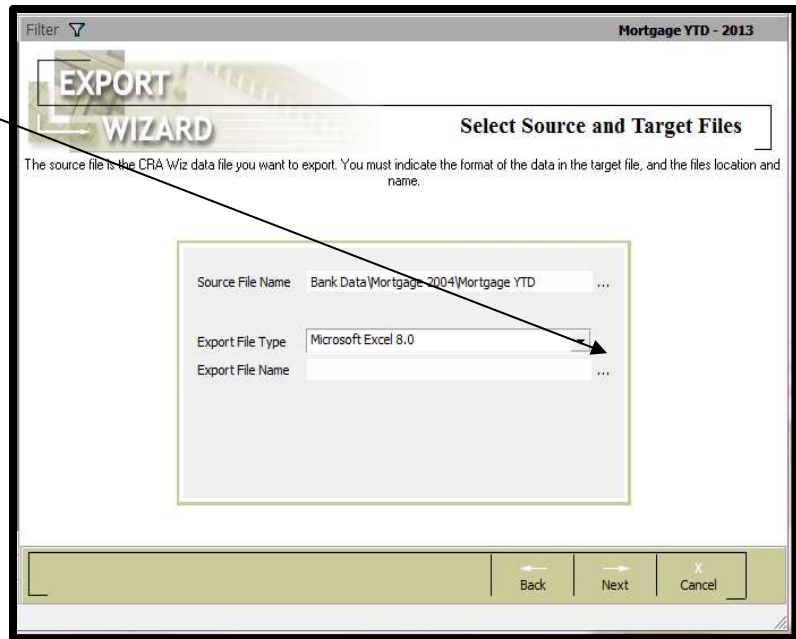 Filter
Mortgage YTD - 2013
EXPORT
WIZARD
Select Source and Target Files
The source file is the CRA Wiz data file you want to export. You must indicate the format of the data in the target file, and the files location and
name.
Source File Name Bank Data\Mortgage 2004\Mortgage YTD ...
Export File Type Microsoft Excel 8.0
Export File Name ...
Back Next X Cancel